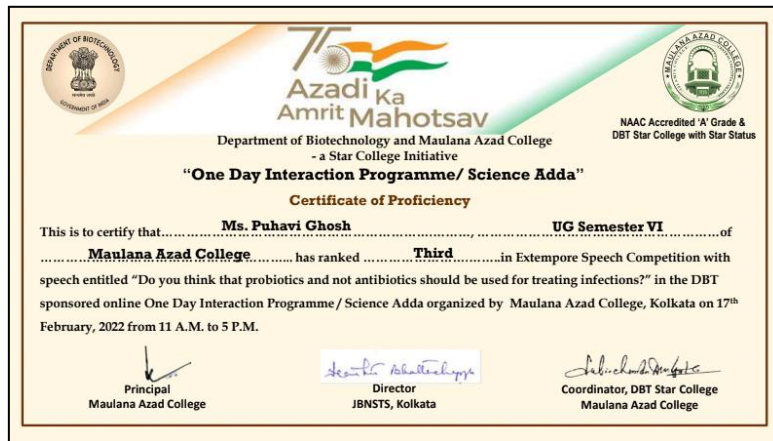 DEPARTMENT OF BIOTECHNOLOGY
GOVERNMENT OF INDIA
75
Azadi Ka
Amrit Mahotsav
MAULANA AZAD COLLEGE
NAAC Accredited 'A' Grade &
DBT Star College with Star Status
Department of Biotechnology and Maulana Azad College
- a Star College Initiative
“One Day Interaction Programme/ Science Adda”
Certificate of Proficiency
This is to certify that……Ms. Puhavi Ghosh……, ……UG Semester VI……of
……Maulana Azad College…… has ranked ……Third……in Extempore Speech Competition with
speech entitled “Do you think that probiotics and not antibiotics should be used for treating infections?” in the DBT
sponsored online One Day Interaction Programme / Science Adda organized by Maulana Azad College, Kolkata on 17th
February, 2022 from 11 A.M. to 5 P.M.
Principal
Maulana Azad College
Director
JBNSTS, Kolkata
Coordinator, DBT Star College
Maulana Azad College